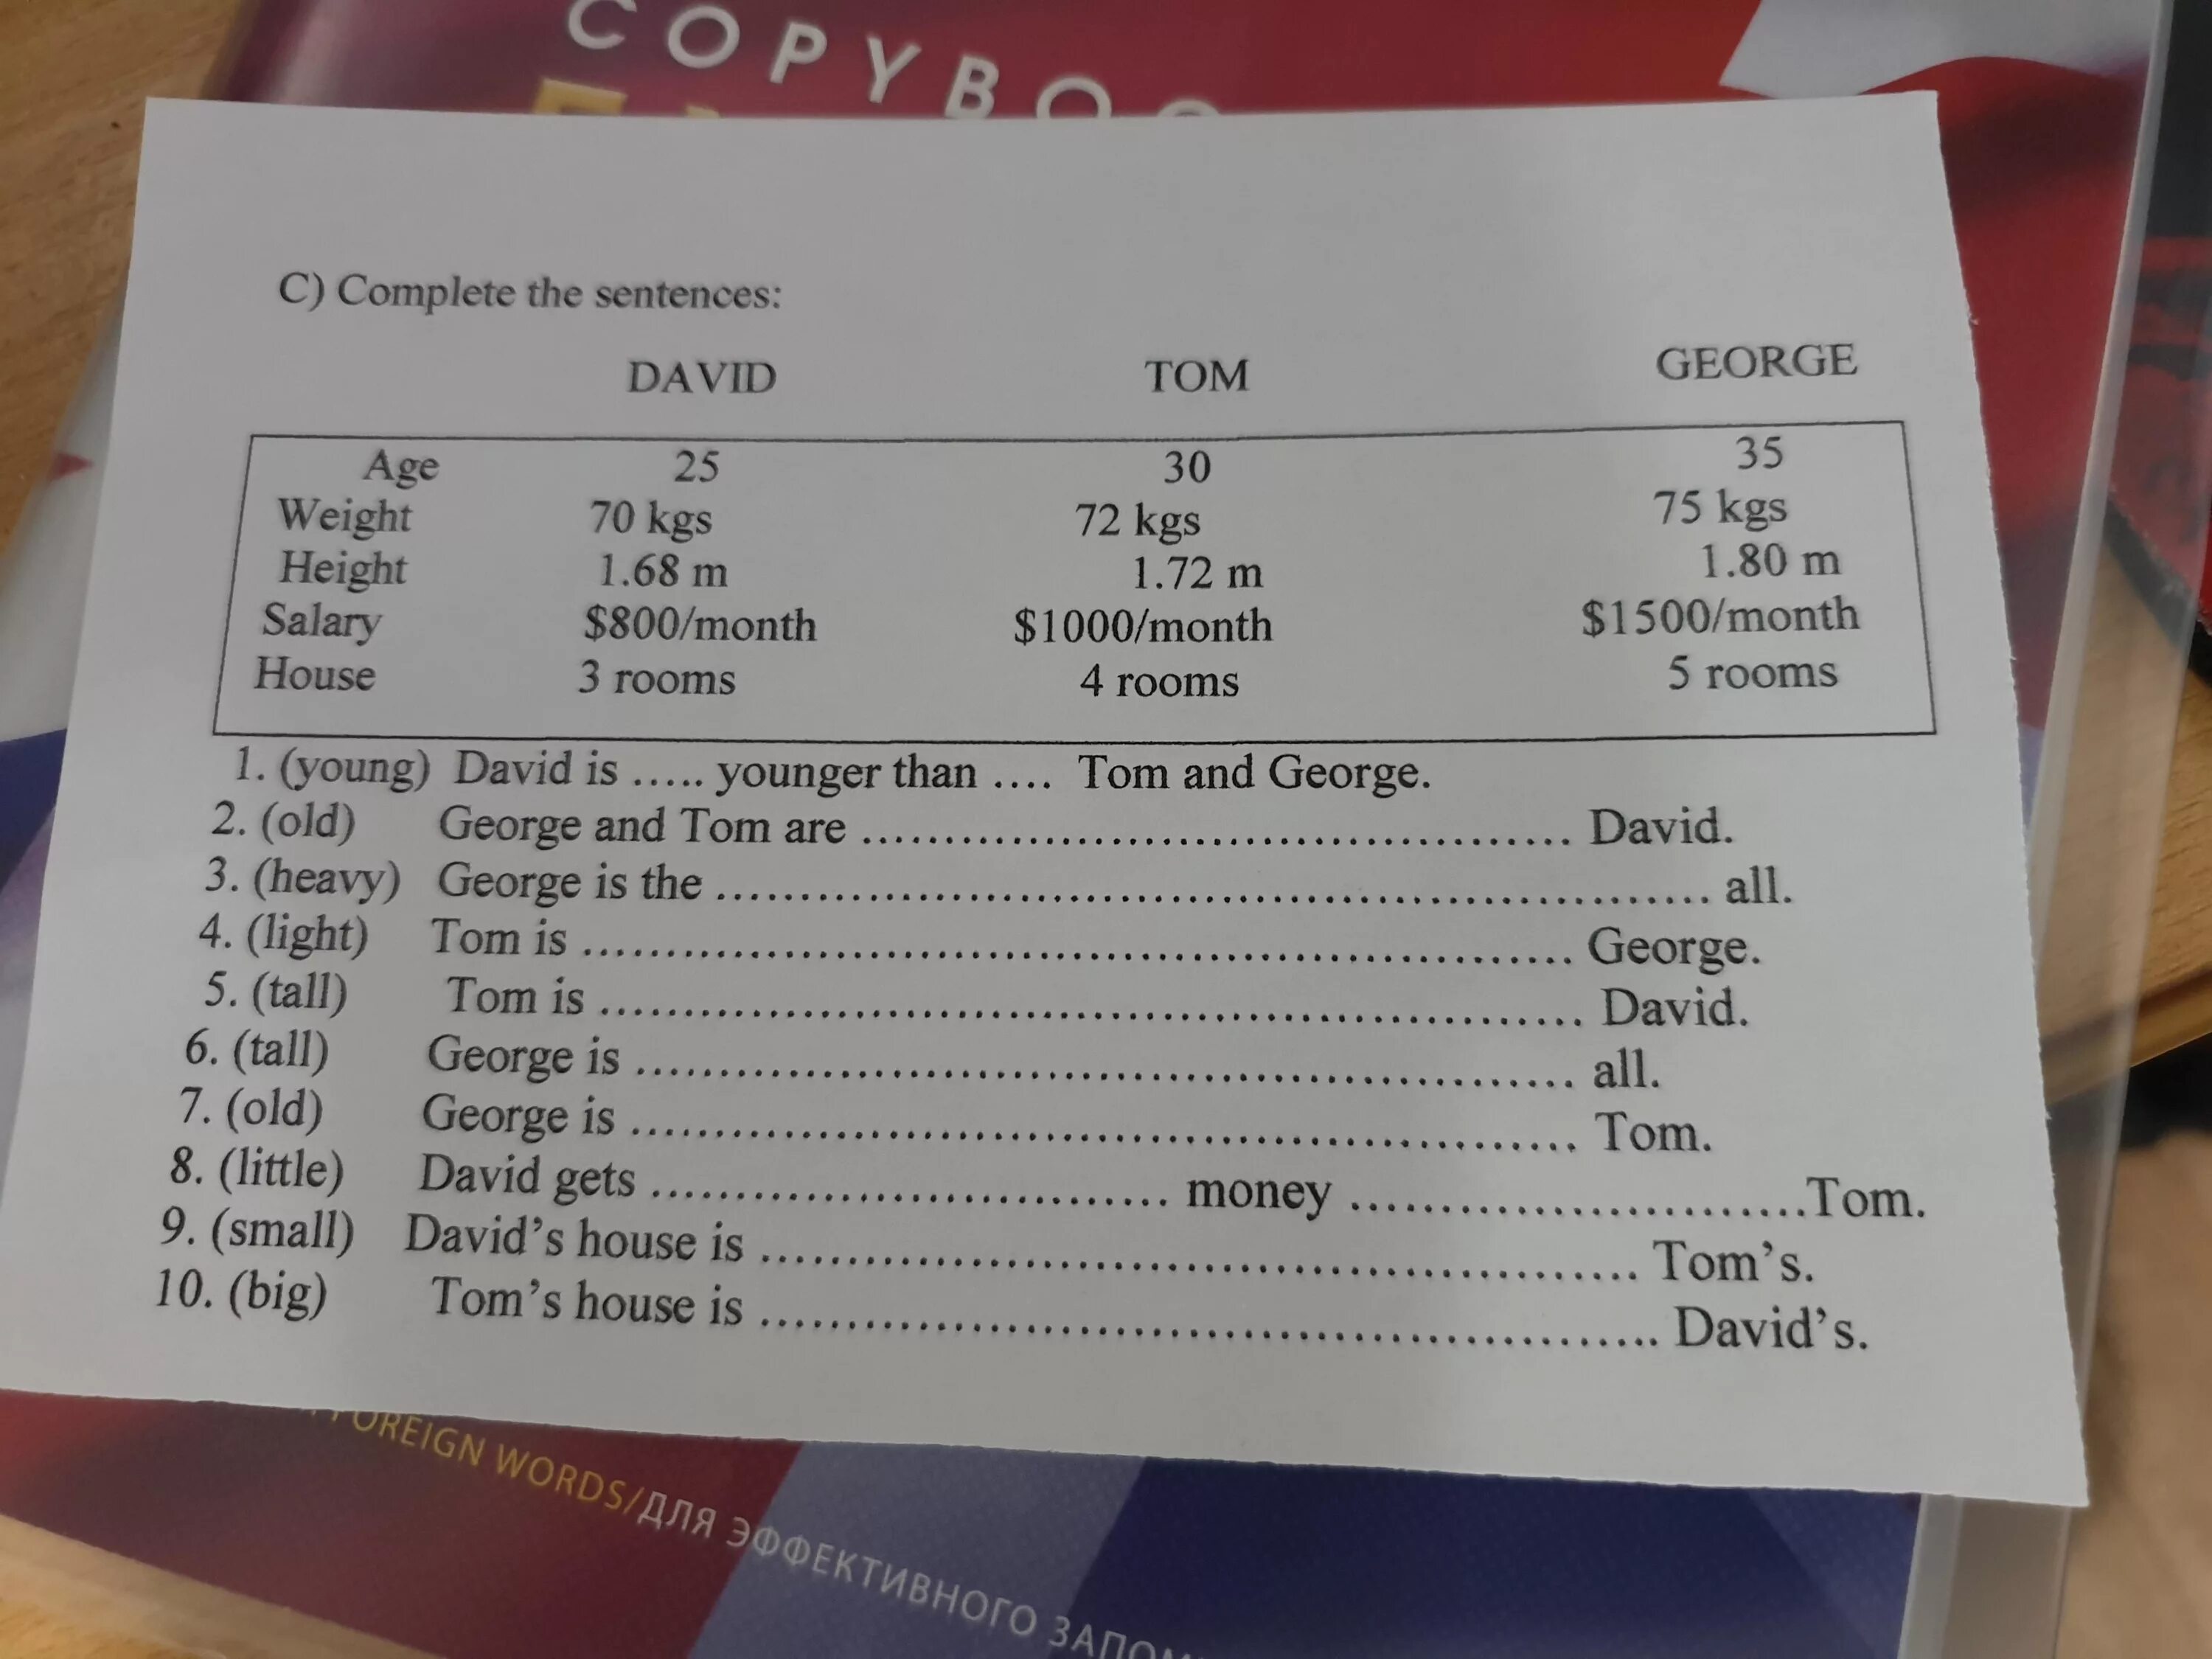 COPYBOO
C) Complete the sentences:
DAVID TOM GEORGE
Age 25 30 35
Weight 70 kgs 72 kgs 75 kgs
Height 1.68 m 1.72 m 1.80 m
Salary $800/month $1000/month $1500/month
House 3 rooms 4 rooms 5 rooms
1. (young) David is ..... younger than .... Tom and George.
2. (old) George and Tom are ............................................ David.
3. (heavy) George is the ............................................................. all.
4. (light) Tom is ............................................................. George.
5. (tall) Tom is ............................................................. David.
6. (tall) George is .......................................................... all.
7. (old) George is .......................................................... Tom.
8. (little) David gets ................................ money ............................Tom.
9. (small) David's house is ...................................................... Tom's.
10. (big) Tom's house is ....................................................... David's.
FOREIGN WORDS/ДЛЯ ЭФФЕКТИВНОГО ЗАПОМ